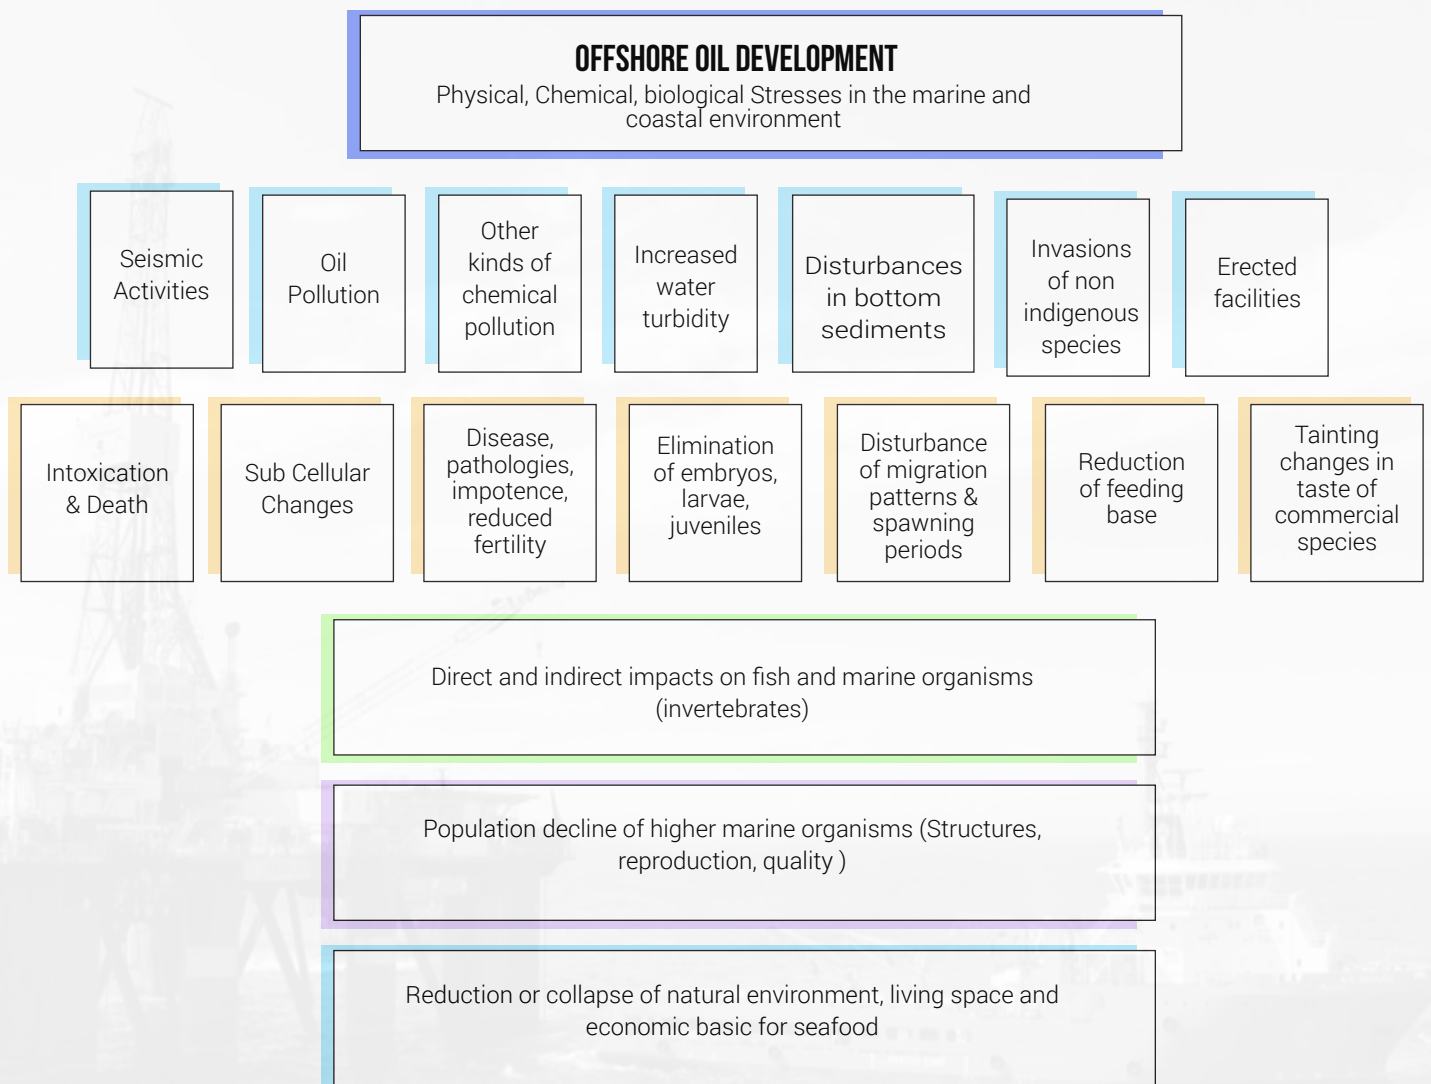 OFFSHORE OIL DEVELOPMENT
Physical, Chemical, biological Stresses in the marine and
coastal environment
Seismic
Activities
Oil
Pollution
Other
kinds of
chemical
pollution
Increased
water
turbidity
Disturbances
in bottom
sediments
Invasions
of non
indigenous
species
Erected
facilities
Intoxication
& Death
Sub Cellular
Changes
Disease,
pathologies,
impotence,
reduced
fertility
Elimination
of embryos,
larvae,
juveniles
Disturbance
of migration
patterns &
spawning
periods
Reduction
of feeding
base
Tainting
changes in
taste of
commercial
species
Direct and indirect impacts on fish and marine organisms
(invertebrates)
Population decline of higher marine organisms (Structures,
reproduction, quality )
Reduction or collapse of natural environment, living space and
economic basic for seafood